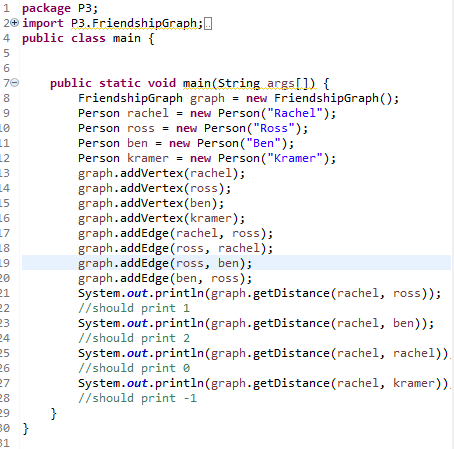 1 package P3;
2 import P3.FriendshipGraph;
4 public class main {
5
6
7 public static void main(String args[]) {
8 FriendshipGraph graph = new FriendshipGraph();
9 Person rachel = new Person("Rachel");
10 Person ross = new Person("Ross");
11 Person ben = new Person("Ben");
12 Person kramer = new Person("Kramer");
13 graph.addVertex(rachel);
14 graph.addVertex(ross);
15 graph.addVertex(ben);
16 graph.addVertex(kramer);
17 graph.addEdge(rachel, ross);
18 graph.addEdge(ross, rachel);
19 graph.addEdge(ross, ben);
20 graph.addEdge(ben, ross);
21 System.out.println(graph.getDistance(rachel, ross));
22 //should print 1
23 System.out.println(graph.getDistance(rachel, ben));
24 //should print 2
25 System.out.println(graph.getDistance(rachel, rachel));
26 //should print 0
27 System.out.println(graph.getDistance(rachel, kramer));
28 //should print -1
29 }
30 }
31